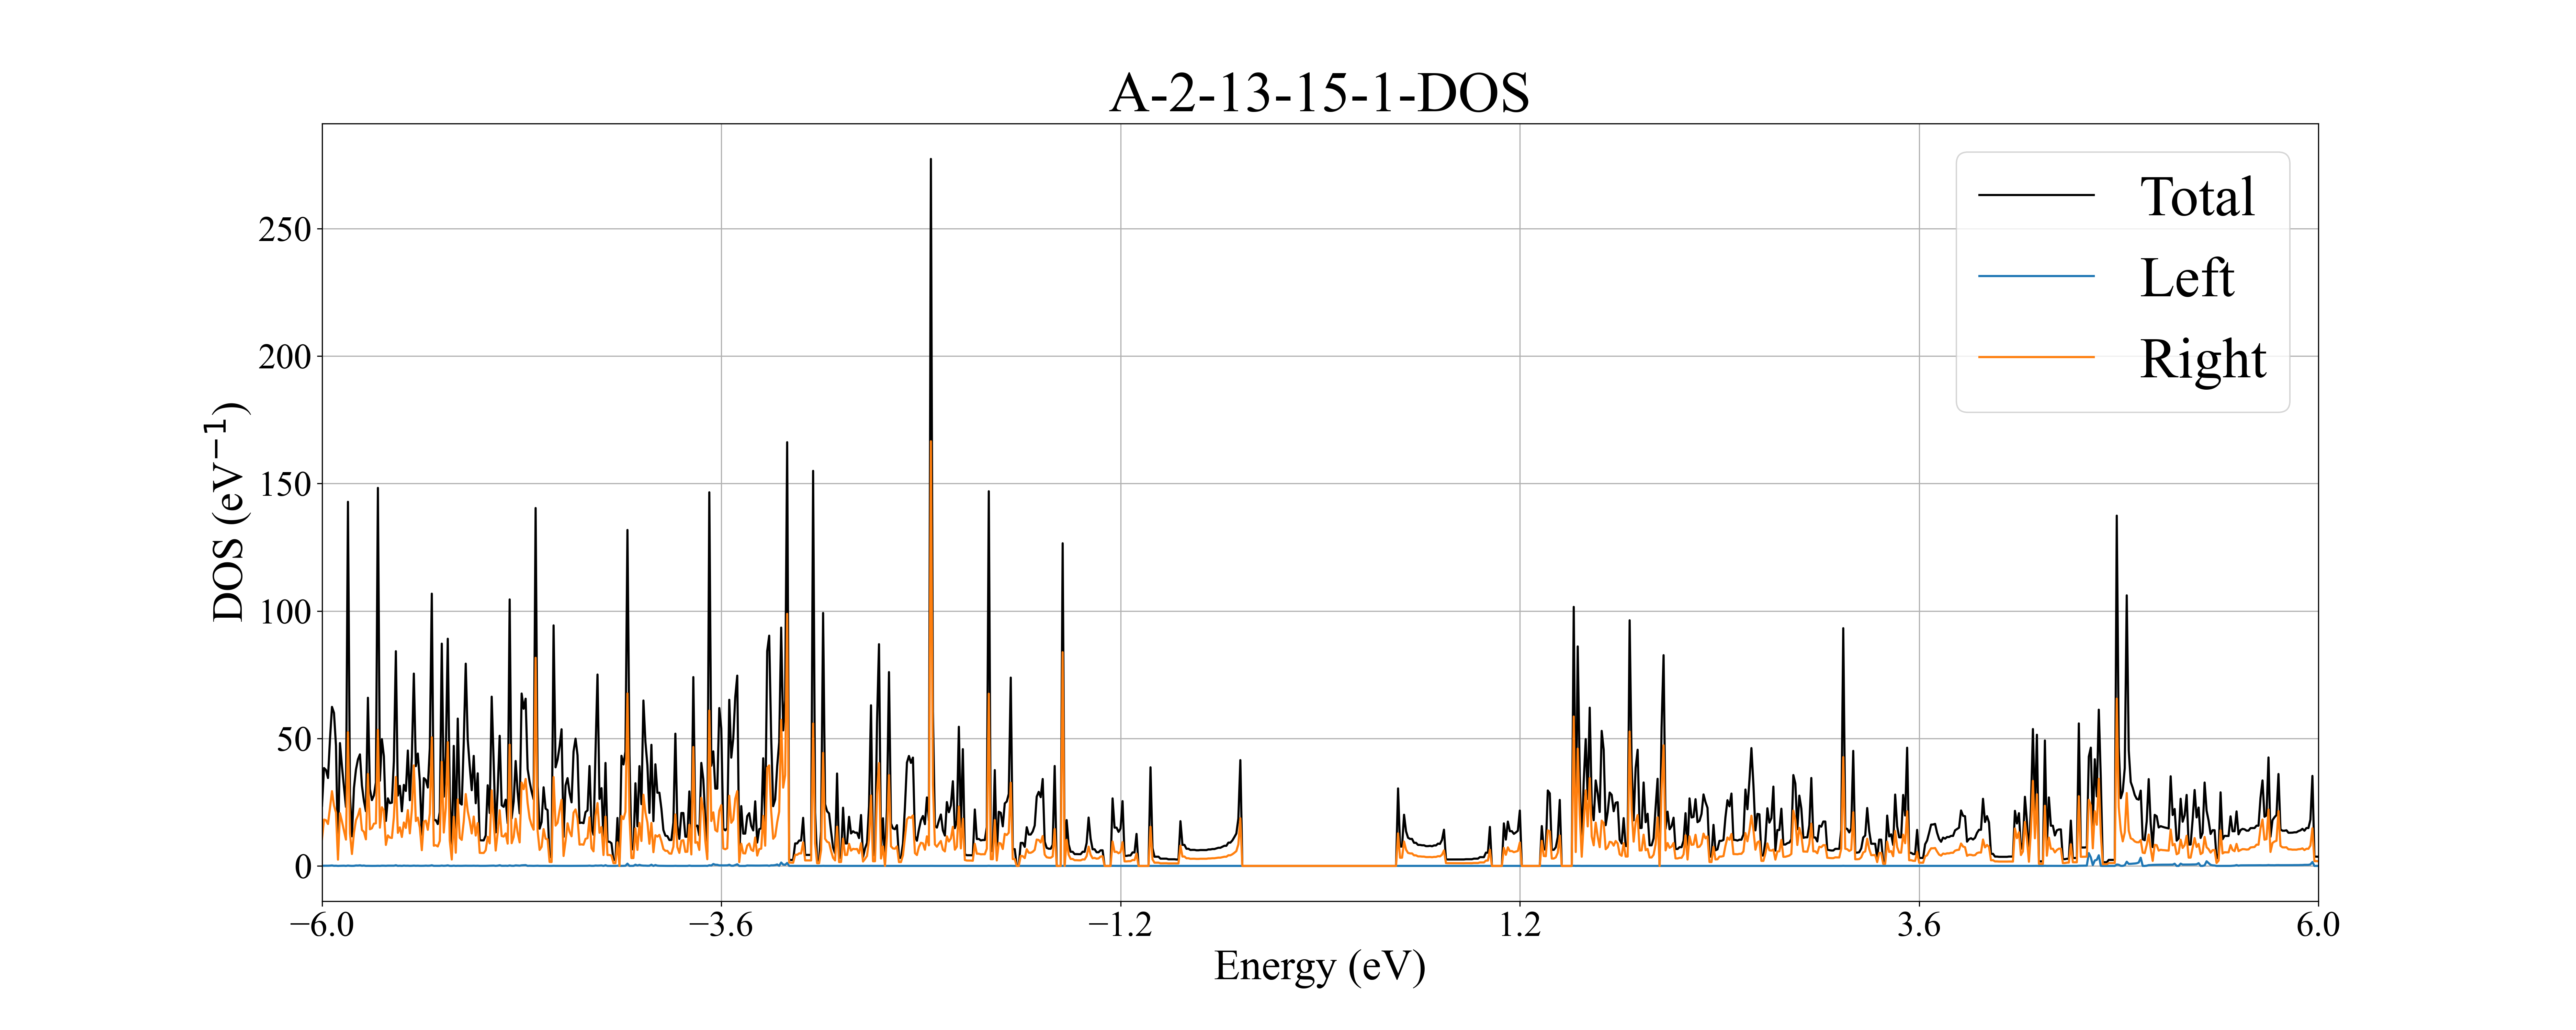 A-2-13-15-1-DOS
Total
Left
Right
DOS (eV⁻¹)
250
200
150
100
50
0
−6.0
−3.6
−1.2
1.2
3.6
6.0
Energy (eV)